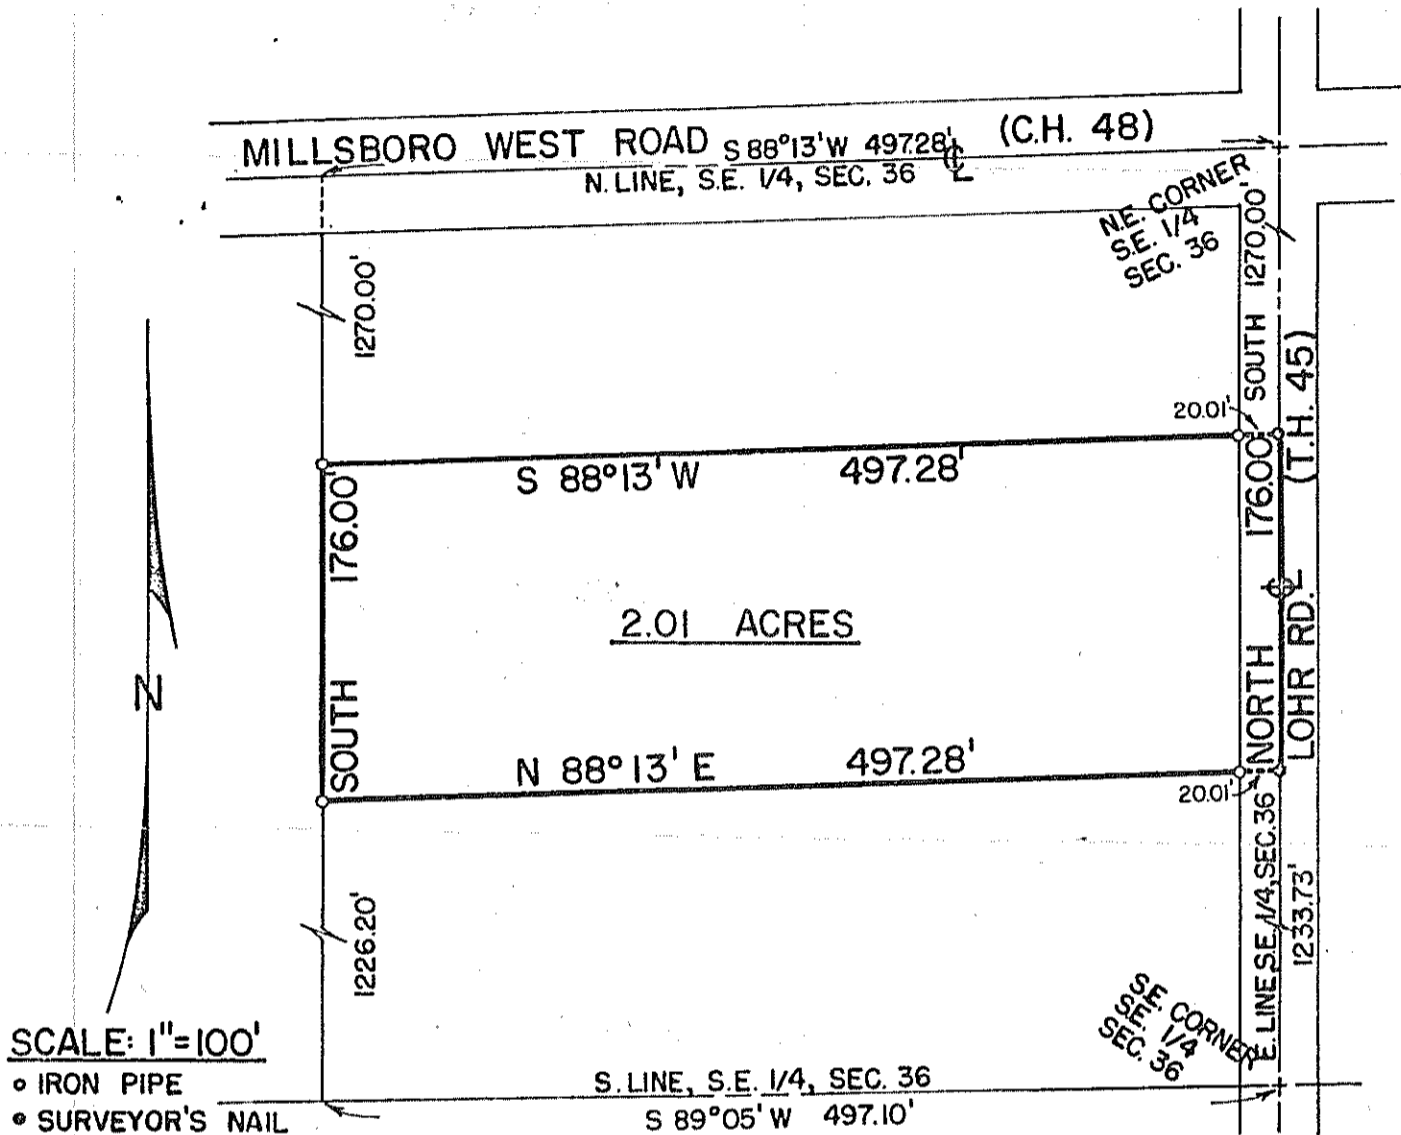 MILLSBORO WEST ROAD S 88°13' W 497.28' ℄ (C.H. 48)
N. LINE, S.E. 1/4, SEC. 36
N.E. CORNER
S.E. 1/4
SEC. 36
SOUTH 1270.00'
1270.00'
20.01'
(T.H. 45)
S 88°13' W 497.28'
176.00'
SOUTH
176.00'
NORTH
2.01 ACRES
LOHR RD.
N
N 88°13' E 497.28'
20.01'
E. LINE, S.E. 1/4, SEC. 36
1233.73'
1226.20'
S.E. CORNER
S.E. 1/4
SEC. 36
SCALE: 1"=100'
IRON PIPE
SURVEYOR'S NAIL
S. LINE, S.E. 1/4, SEC. 36
S 89°05' W 497.10'